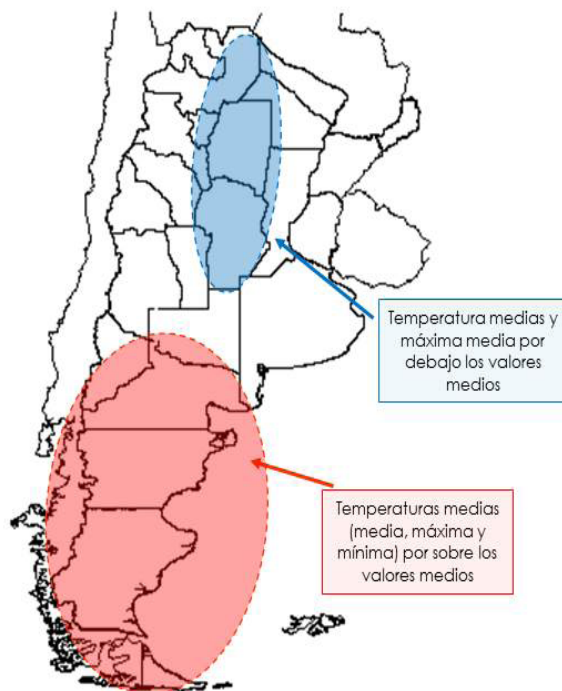 Temperatura medias y
máxima media por
debajo los valores
medios
Temperaturas medias
(media, máxima y
mínima) por sobre los
valores medios